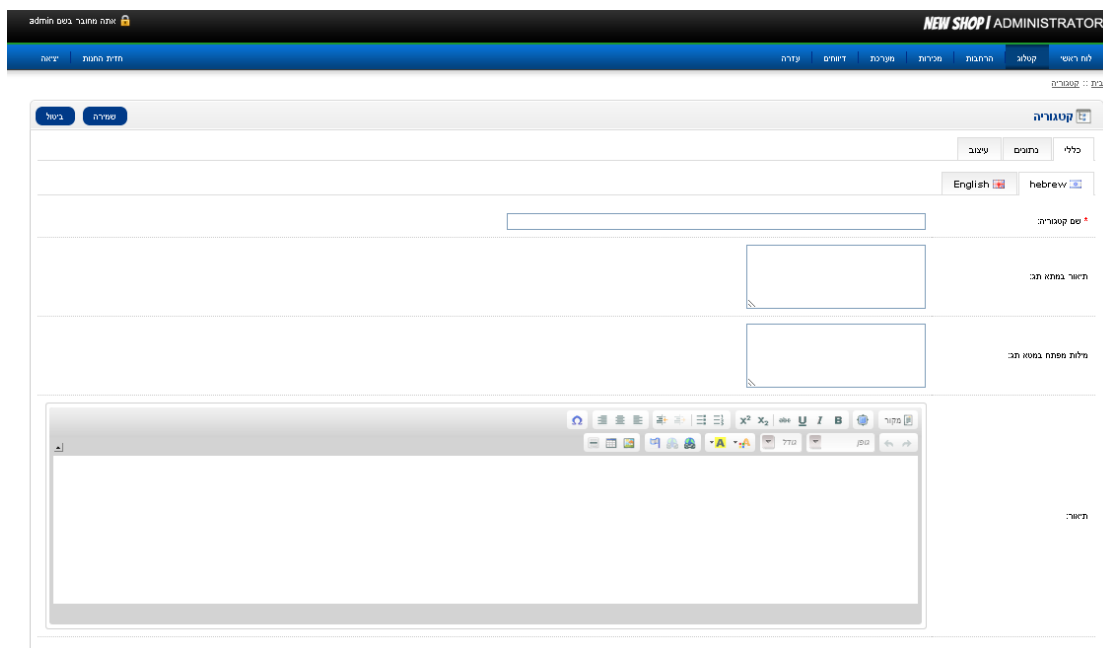 NEW SHOP | ADMINISTRATOR
אתה מחובר בשם admin
לוח ראשי קטלוג הרחבות מכירות מערכת דיווחים עזרה
חזית החנות יציאה
בית :: קטגוריה
קטגוריה
שמירה ביטול
כללי נתונים עיצוב
hebrew English
* שם קטגוריה:
תיאור במתא תג:
מילות מפתח במטא תג:
מקור B I U abc X₂ X² Ω
גופן גודל A A
תיאור: